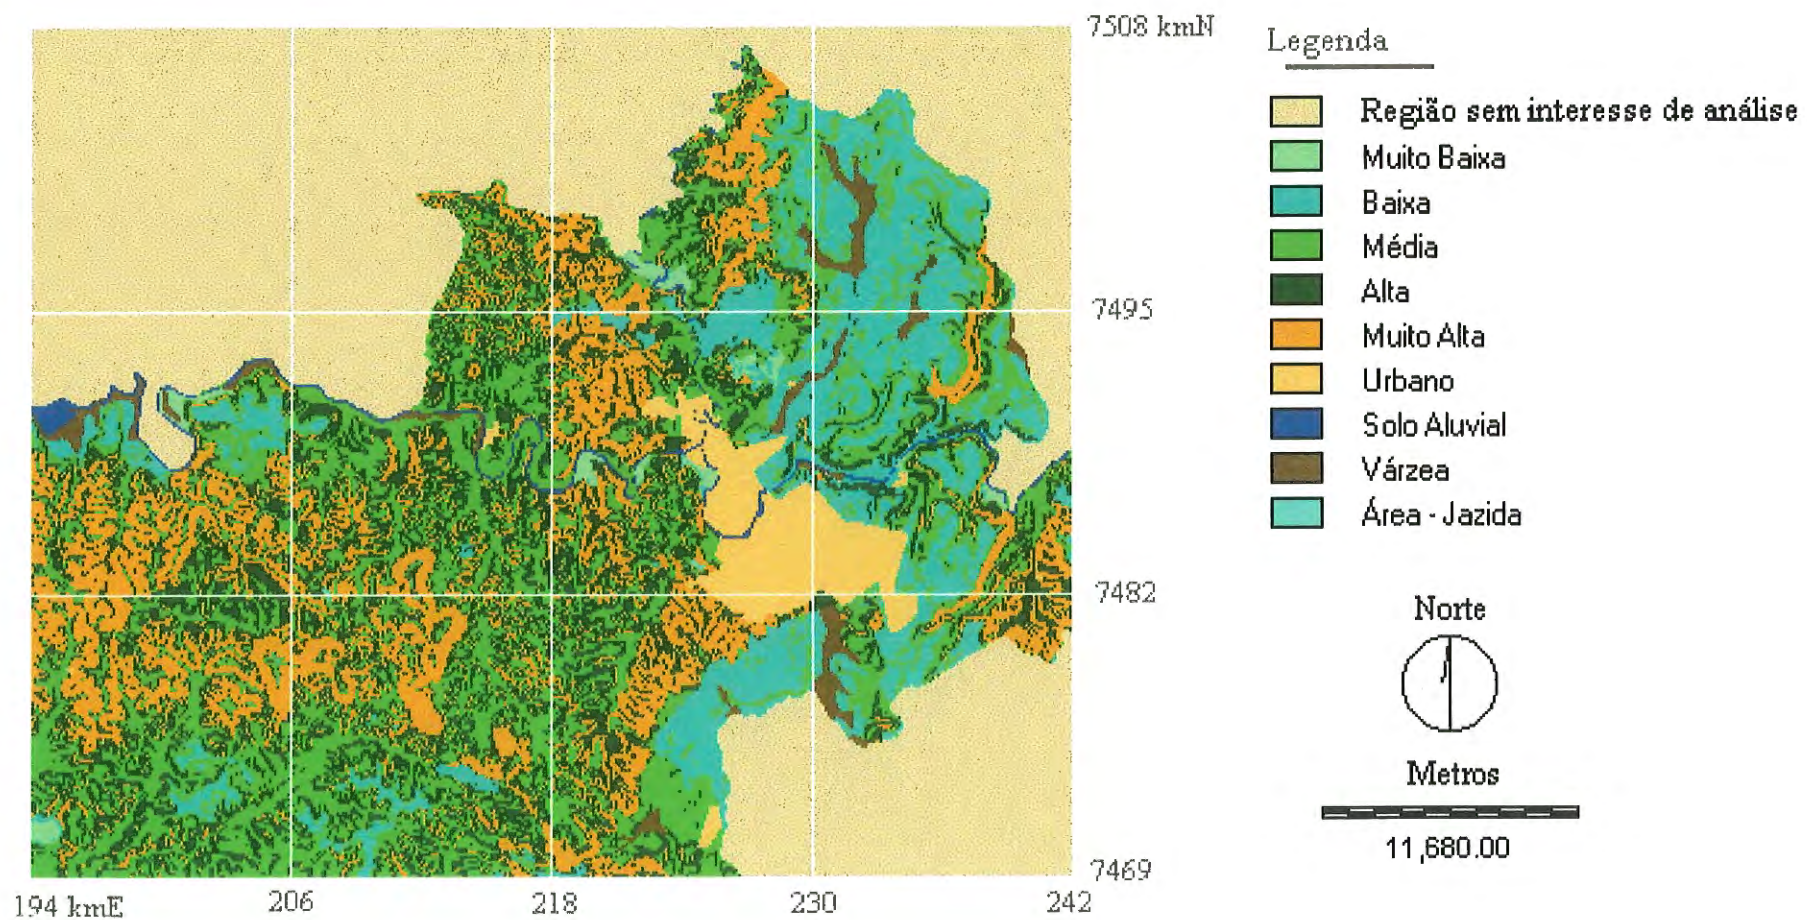 7508 kmN
7495
7482
7469
194 kmE
206
218
230
242
Legenda
Região sem interesse de análise
Muito Baixa
Baixa
Média
Alta
Muito Alta
Urbano
Solo Aluvial
Várzea
Área - Jazida
Norte
Metros
11,680.00